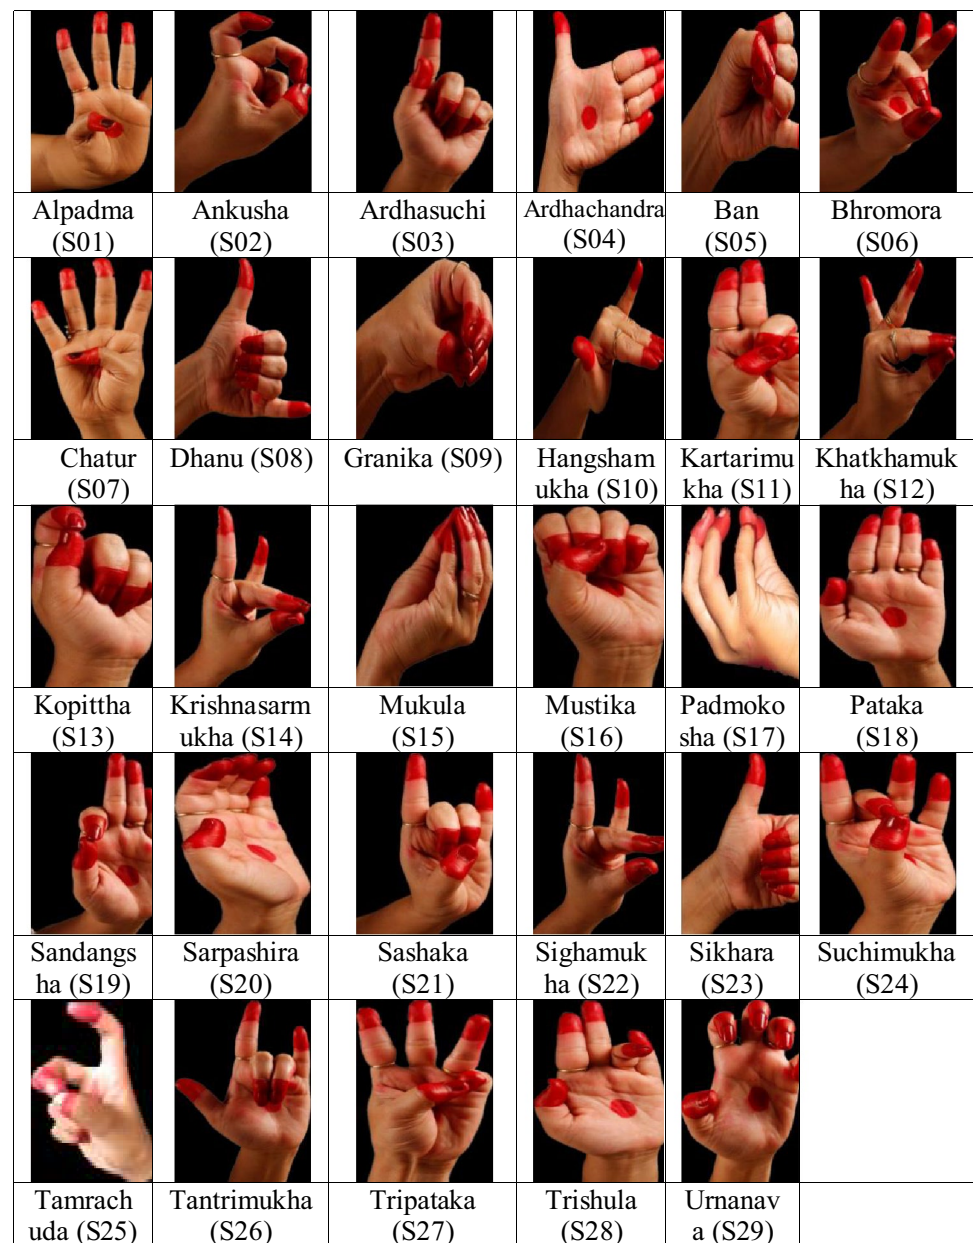 Alpadma
(S01)
Ankusha
(S02)
Ardhasuchi
(S03)
Ardhachandra
(S04)
Ban
(S05)
Bhromora
(S06)
Chatur
(S07)
Dhanu (S08)
Granika (S09)
Hangsham
ukha (S10)
Kartarimu
kha (S11)
Khatkhamuk
ha (S12)
Kopittha
(S13)
Krishnasarm
ukha (S14)
Mukula
(S15)
Mustika
(S16)
Padmoko
sha (S17)
Pataka
(S18)
Sandangs
ha (S19)
Sarpashira
(S20)
Sashaka
(S21)
Sighamuk
ha (S22)
Sikhara
(S23)
Suchimukha
(S24)
Tamrach
uda (S25)
Tantrimukha
(S26)
Tripataka
(S27)
Trishula
(S28)
Urnanav
a (S29)